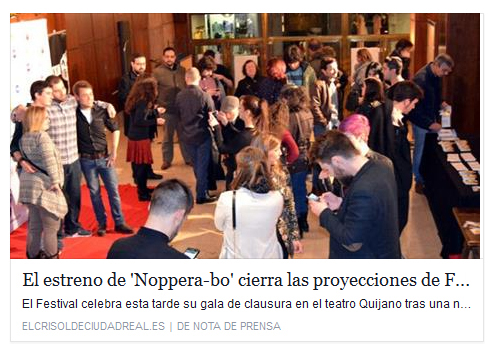 El estreno de 'Noppera-bo' cierra las proyecciones de F...
El Festival celebra esta tarde su gala de clausura en el teatro Quijano tras una n...
ELCRISOLDECIUDADREAL.ES | DE NOTA DE PRENSA